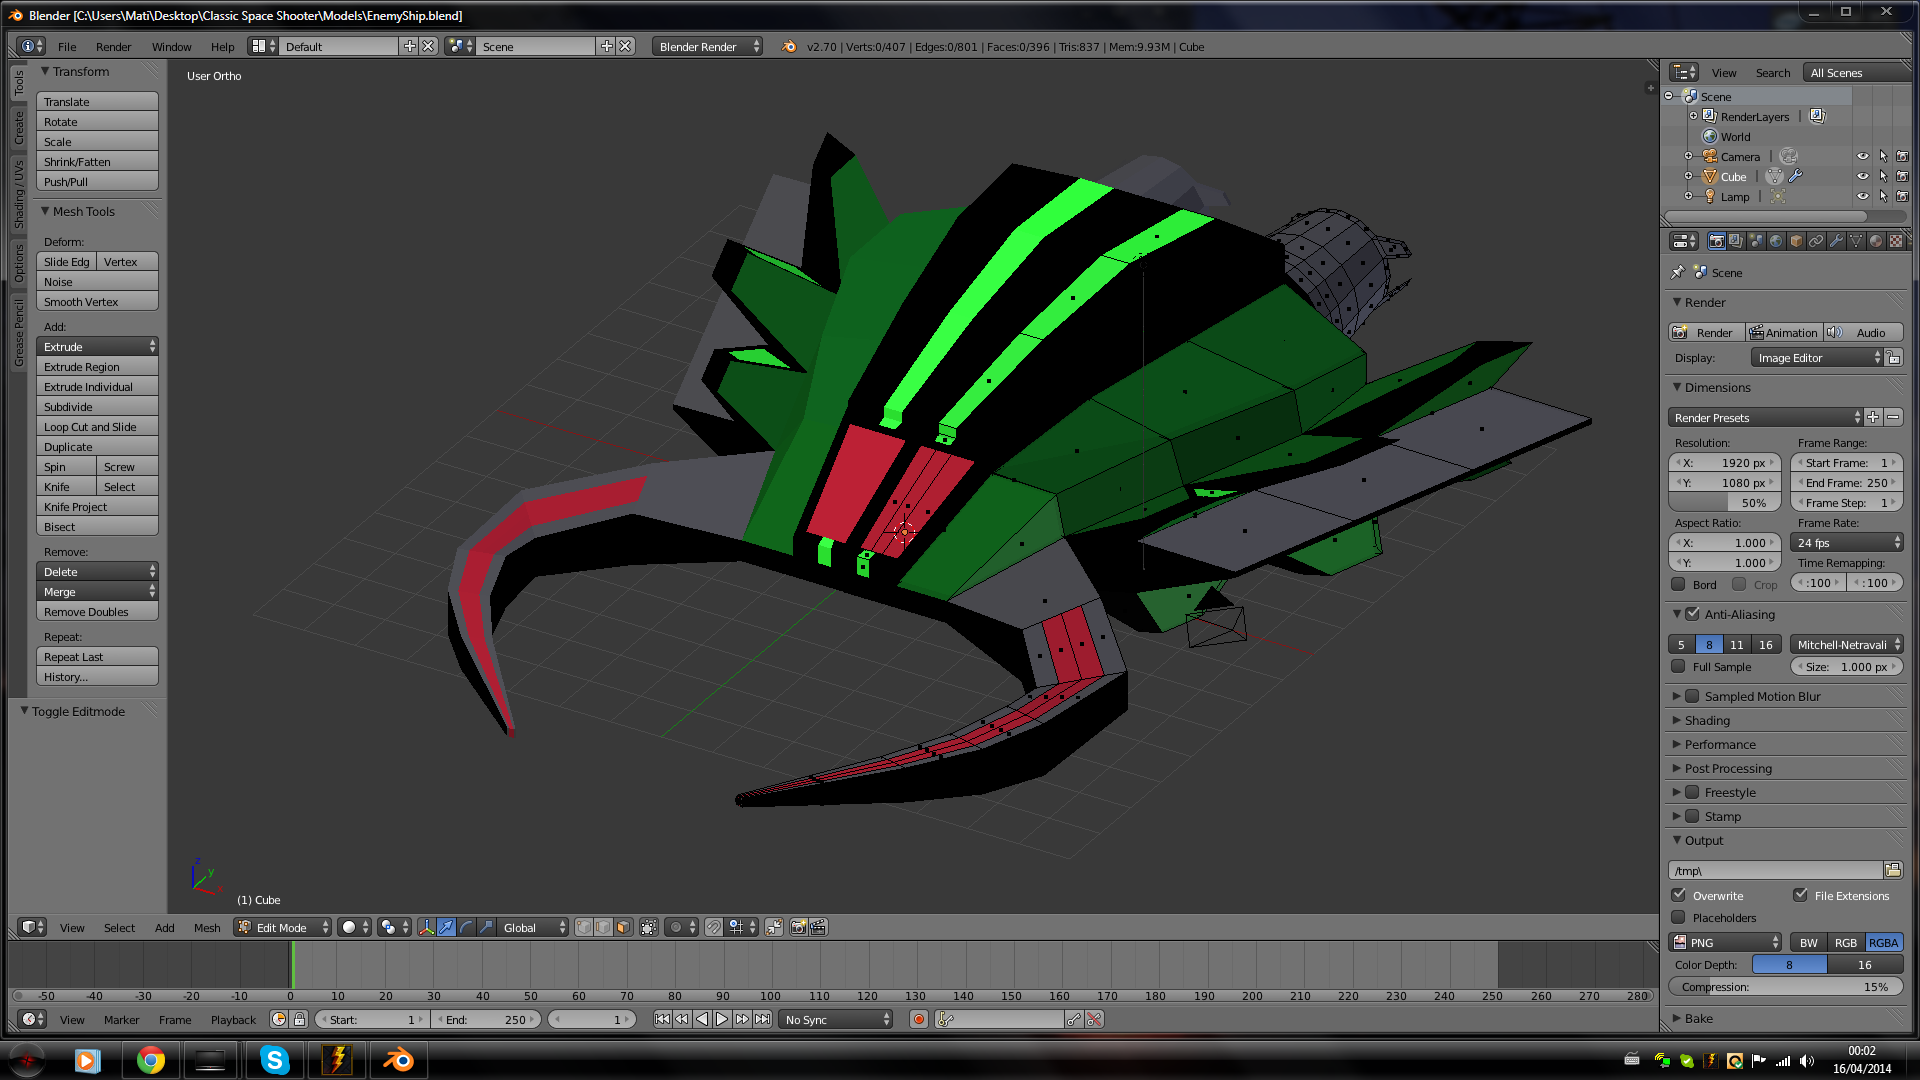 Blender [C:\Users\Mati\Desktop\Classic Space Shooter\Models\EnemyShip.blend]
File Render Window Help Default Scene Blender Render v2.70 | Verts:0/407 | Edges:0/801 | Faces:0/396 | Tris:837 | Mem:9.93M | Cube
Tools
Create
Shading / UVs
Options
Grease Pencil
Transform
Translate
Rotate
Scale
Shrink/Fatten
Push/Pull
Mesh Tools
Deform:
Slide Edg Vertex
Noise
Smooth Vertex
Add:
Extrude
Extrude Region
Extrude Individual
Subdivide
Loop Cut and Slide
Duplicate
Spin Screw
Knife Select
Knife Project
Bisect
Remove:
Delete
Merge
Remove Doubles
Repeat:
Repeat Last
History...
Toggle Editmode
User Ortho
z
y
x
(1) Cube
View Select Add Mesh Edit Mode Global
-50 -40 -30 -20 -10 0 10 20 30 40 50 60 70 80 90 100 110 120 130 140 150 160 170 180 190 200 210 220 230 240 250 260 270 280
View Marker Frame Playback Start: 1 End: 250 1 No Sync
View Search All Scenes
Scene
RenderLayers |
World
Camera |
Cube |
Lamp |
Scene
Render
Render Animation Audio
Display: Image Editor
Dimensions
Render Presets
Resolution: Frame Range:
X: 1920 px Start Frame: 1
Y: 1080 px End Frame: 250
50% Frame Step: 1
Aspect Ratio: Frame Rate:
X: 1.000 24 fps
Y: 1.000 Time Remapping:
Bord Crop :100 :100
Anti-Aliasing
5 8 11 16 Mitchell-Netravali
Full Sample Size: 1.000 px
Sampled Motion Blur
Shading
Performance
Post Processing
Freestyle
Stamp
Output
/tmp\
Overwrite File Extensions
Placeholders
PNG BW RGB RGBA
Color Depth: 8 16
Compression: 15%
Bake
00:02
16/04/2014